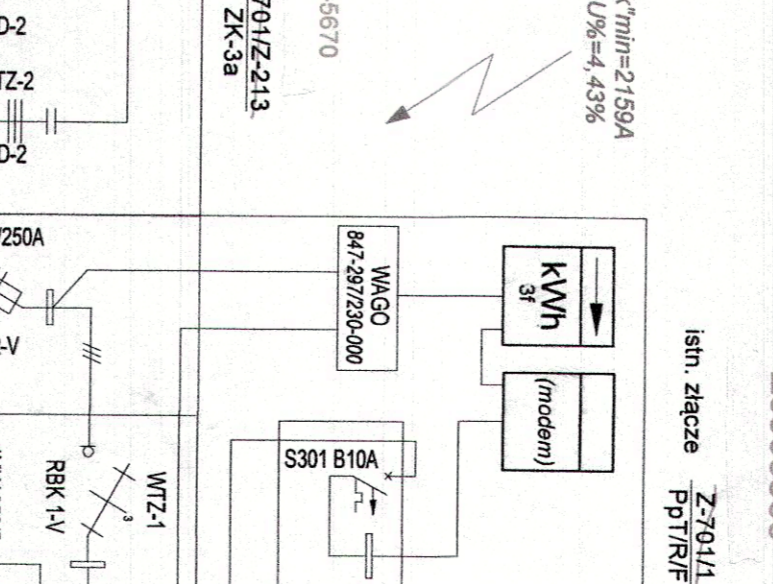 D-2
TZ-2
D-2
701/Z-213
ZK-3a
5670
k"min=2159A
U%=4,43%
/250A
-V
WAGO
847-297/230-000
kWh
3f
(modem)
istn. złącze
Z-701/1
PpT/R/F
S301 B10A
WTZ-1
3
RBK 1-V